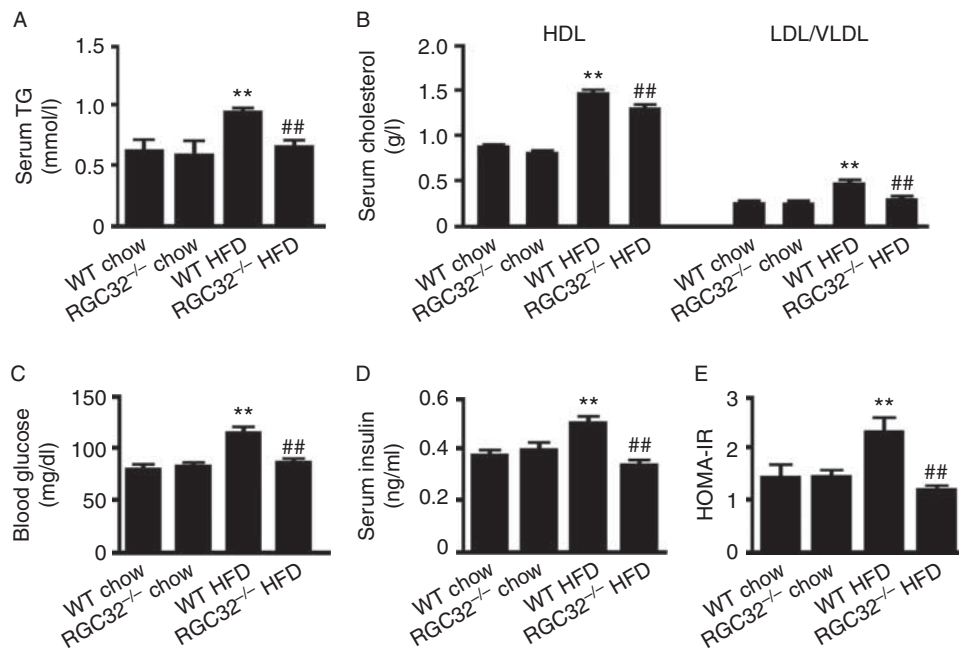 A
Serum TG
(mmol/l)
1.5
1.0
0.5
0
**
##
WT chow
RGC32−/− chow
WT HFD
RGC32−/− HFD
B
Serum cholesterol
(g/l)
2.0
1.5
1.0
0.5
0
HDL
LDL/VLDL
**
##
**
##
WT chow
RGC32−/− chow
WT HFD
RGC32−/− HFD
WT chow
RGC32−/− chow
WT HFD
RGC32−/− HFD
C
Blood glucose
(mg/dl)
150
100
50
0
**
##
WT chow
RGC32−/− chow
WT HFD
RGC32−/− HFD
D
Serum insulin
(ng/ml)
0.6
0.4
0.2
0
**
##
WT chow
RGC32−/− chow
WT HFD
RGC32−/− HFD
E
HOMA-IR
3
2
1
0
**
##
WT chow
RGC32−/− chow
WT HFD
RGC32−/− HFD